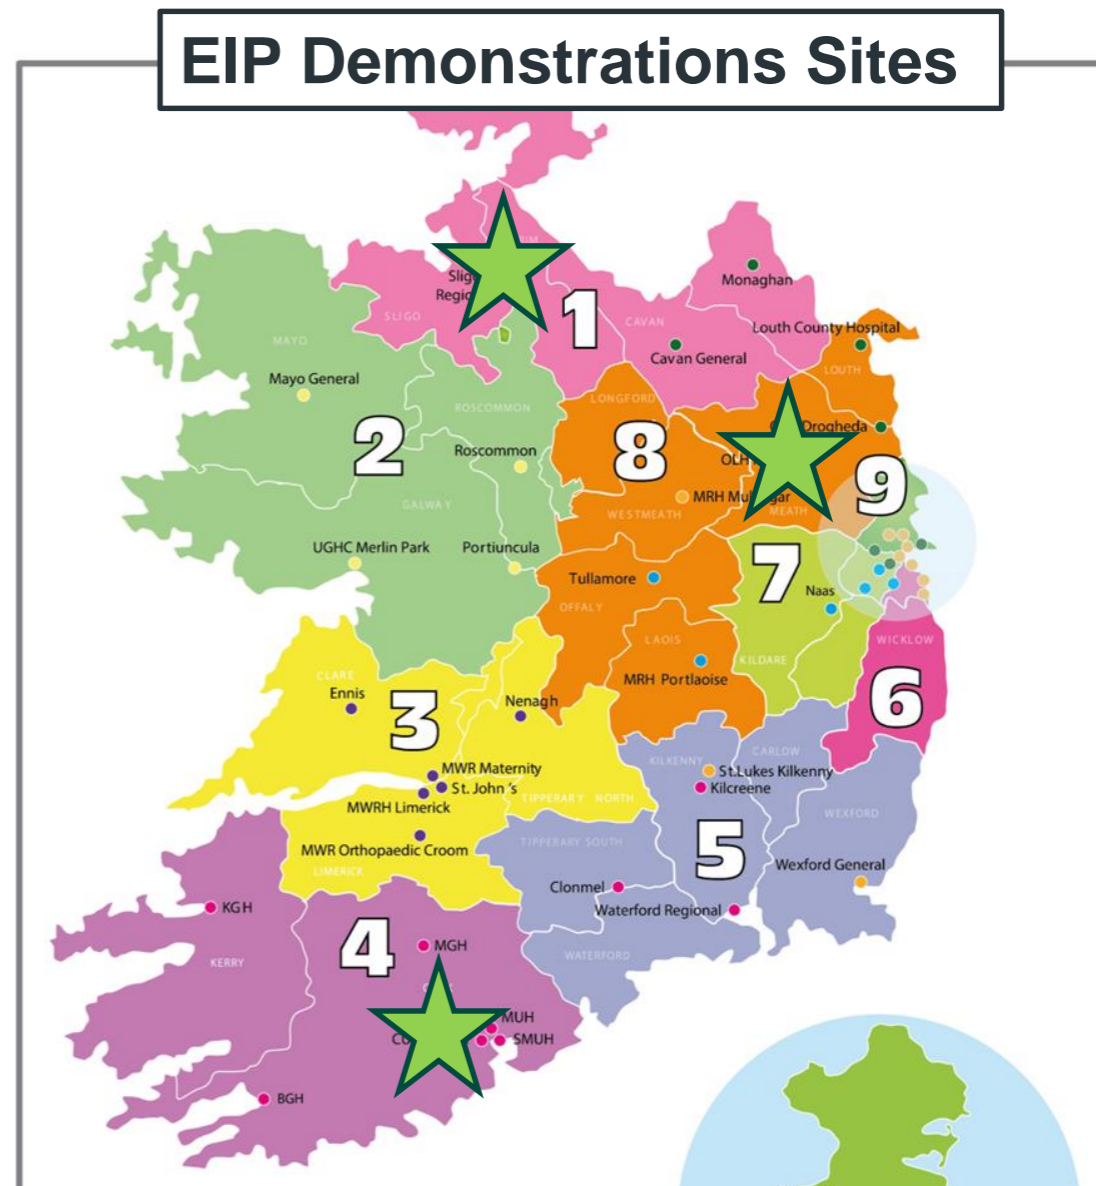 EIP Demonstrations Sites
Monaghan
1
SLIGO
CAVAN
Louth County Hospital
Cavan General
LOUTH
MAYO
Mayo General
LONGFORD
ROSCOMMON
2
8
Drogheda
Roscommon
9
MRH
WESTMEATH
MEATH
GALWAY
UGHC Merlin Park
Portiuncula
7
Tullamore
Naas
OFFALY
LAOIS
WICKLOW
KILDARE
MRH Portlaoise
CLARE
Ennis
6
3
Nenagh
KILKENNY
CARLOW
MWR Maternity
St.Lukes Kilkenny
St. John 's
Kilcreene
TIPPERARY NORTH
MWRH Limerick
WEXFORD
TIPPERARY SOUTH
5
MWR Orthopaedic Croom
LIMERICK
Wexford General
Clonmel
KGH
Waterford Regional
4
MGH
KERRY
WATERFORD
MUH
SMUH
BGH